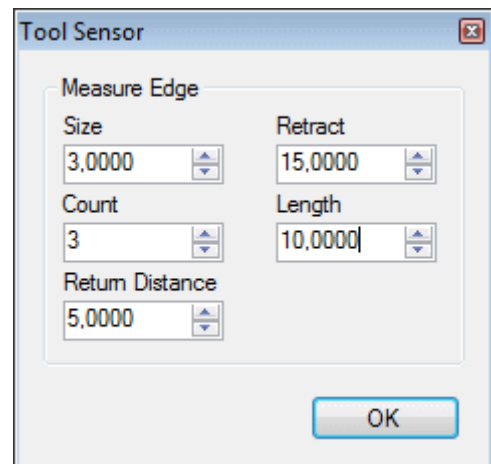 Tool Sensor
Measure Edge
Size Retract
3,0000 15,0000
Count Length
3 10,0000
Return Distance
5,0000
OK